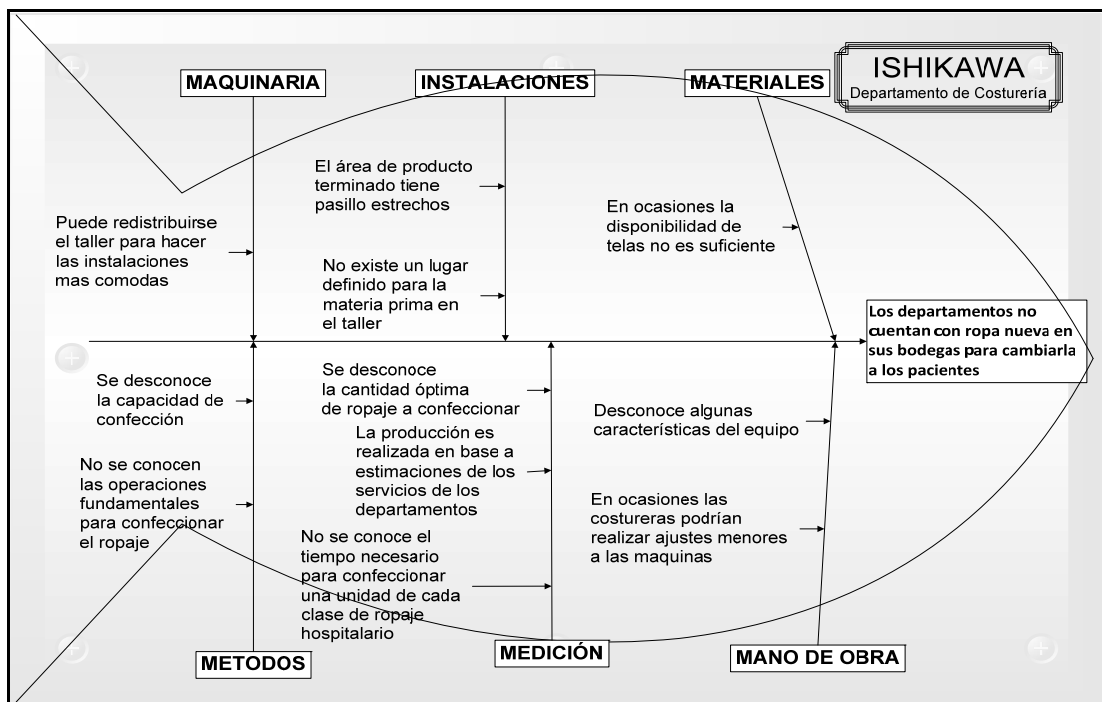 ISHIKAWA
Departamento de Costurería
MAQUINARIA
INSTALACIONES
MATERIALES
Puede redistribuirse
el taller para hacer
las instalaciones
mas comodas
El área de producto
terminado tiene
pasillo estrechos
No existe un lugar
definido para la
materia prima en
el taller
En ocasiones la
disponibilidad de
telas no es suficiente
Los departamentos no
cuentan con ropa nueva en
sus bodegas para cambiarla
a los pacientes
Se desconoce
la capacidad de
confección
No se conocen
las operaciones
fundamentales
para confeccionar
el ropaje
Se desconoce
la cantidad óptima
de ropaje a confeccionar
La producción es
realizada en base a
estimaciones de los
servicios de los
departamentos
No se conoce el
tiempo necesario
para confeccionar
una unidad de cada
clase de ropaje
hospitalario
Desconoce algunas
características del equipo
En ocasiones las
costureras podrían
realizar ajustes menores
a las maquinas
METODOS
MEDICIÓN
MANO DE OBRA